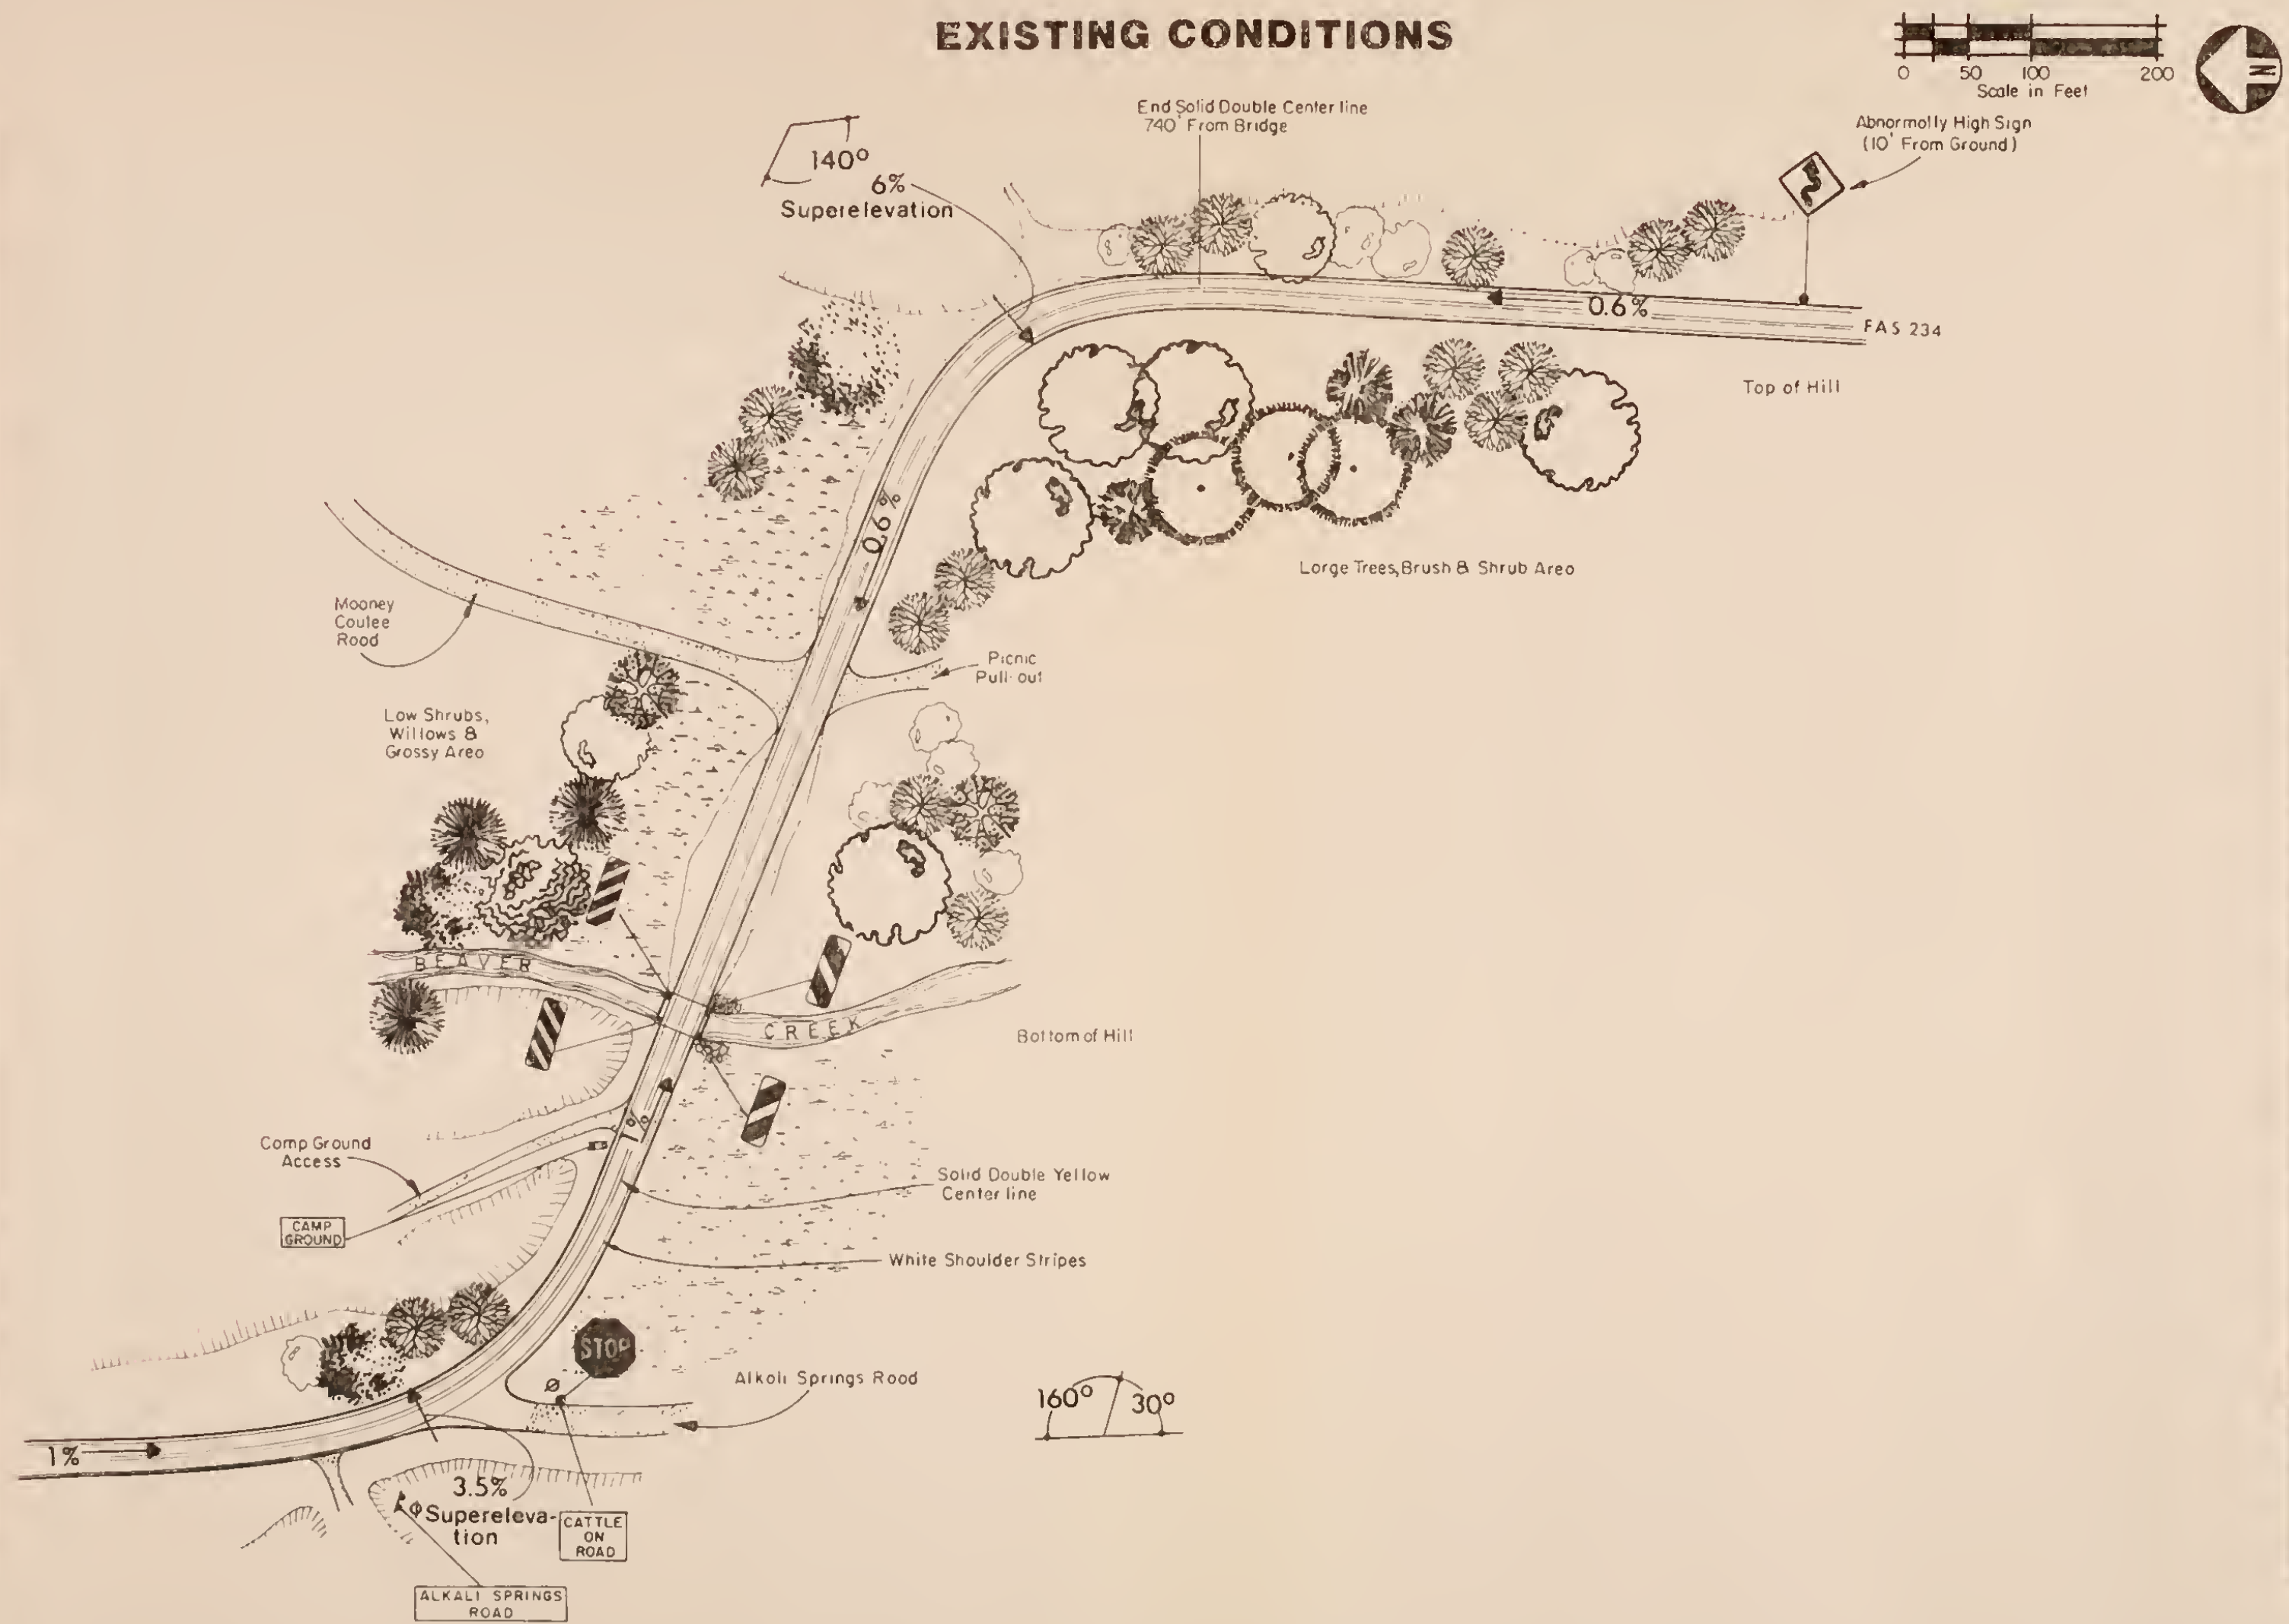 EXISTING CONDITIONS
0 50 100 200
Scale in Feet
N
End Solid Double Center line
740' From Bridge
Abnormally High Sign
(10' From Ground)
140°
6%
Superelevation
0.6%
FAS 234
Top of Hill
0.6%
Large Trees, Brush & Shrub Area
Mooney
Coulee
Road
Picnic
Pull-out
Low Shrubs,
Willows &
Grassy Area
BEAVER
CREEK
Bottom of Hill
1%
Camp Ground
Access
Solid Double Yellow
Center line
CAMP
GROUND
White Shoulder Stripes
STOP
Alkali Springs Road
160° 30°
1%
3.5%
Supereleva-
tion
CATTLE
ON
ROAD
ALKALI SPRINGS
ROAD